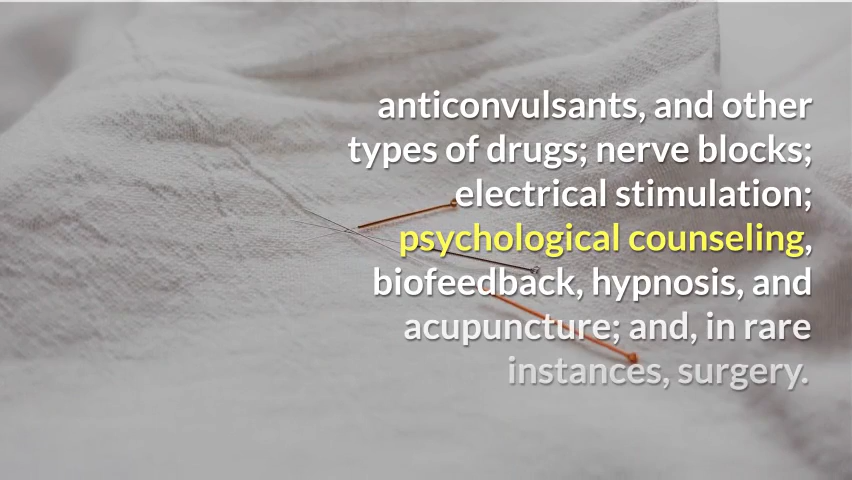 anticonvulsants, and other
types of drugs; nerve blocks;
electrical stimulation;
psychological counseling,
biofeedback, hypnosis, and
acupuncture; and, in rare
instances, surgery.